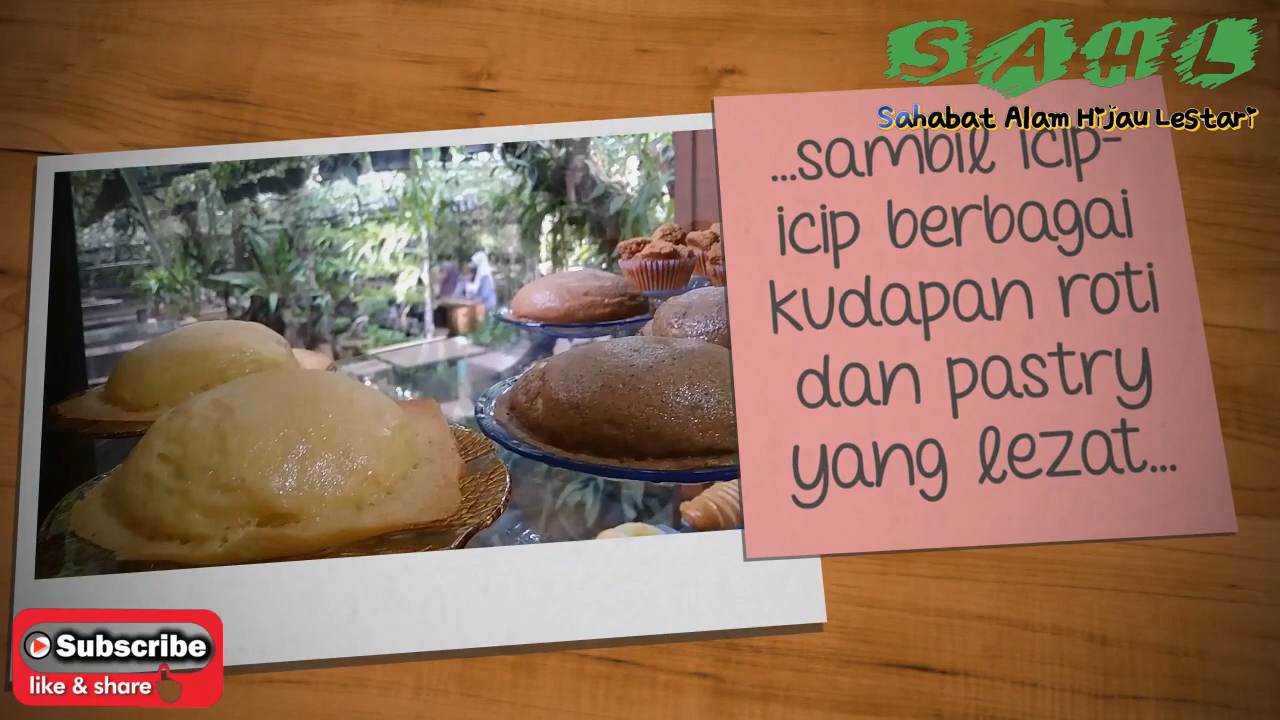 SAHL
Sahabat Alam Hijau Lestari
...sambil icip-
icip berbagai
kudapan roti
dan pastry
yang lezat...
Subscribe
like & share